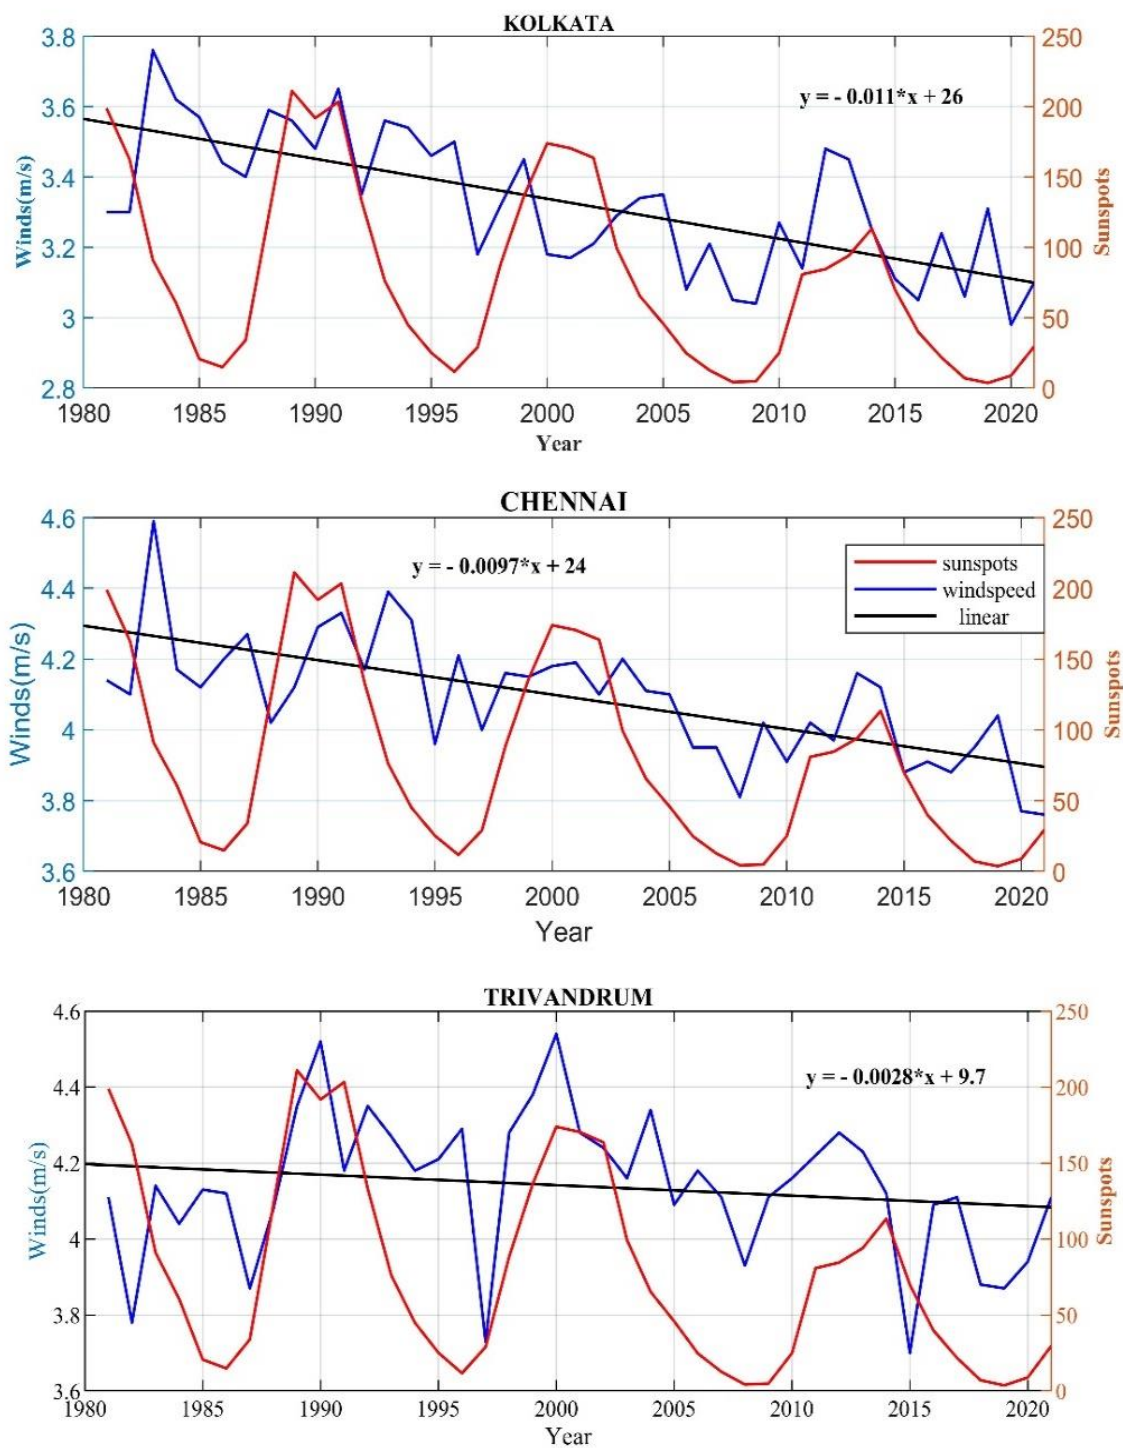 KOLKATA
3.8
3.6
3.4
3.2
3
2.8
Winds(m/s)
y = - 0.011*x + 26
250
200
150
100
50
0
Sunspots
1980 1985 1990 1995 2000 2005 2010 2015 2020
Year
CHENNAI
4.6
4.4
4.2
4
3.8
3.6
Winds(m/s)
y = - 0.0097*x + 24
sunspots
windspeed
linear
250
200
150
100
50
0
Sunspots
1980 1985 1990 1995 2000 2005 2010 2015 2020
Year
TRIVANDRUM
4.6
4.4
4.2
4
3.8
3.6
Winds(m/s)
y = - 0.0028*x + 9.7
250
200
150
100
50
0
Sunspots
1980 1985 1990 1995 2000 2005 2010 2015 2020
Year